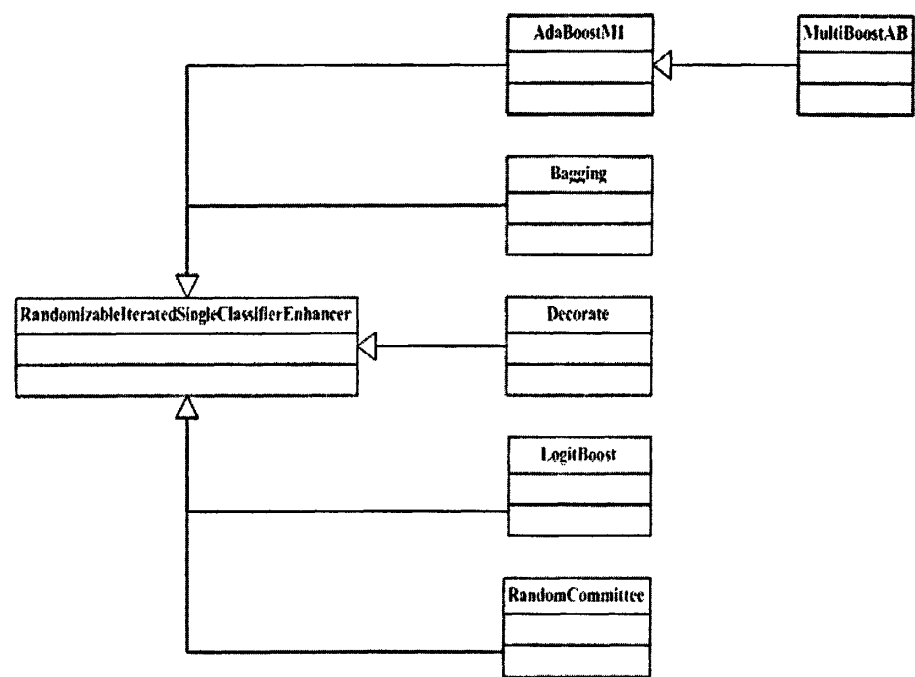 AdaBoostM1
MultiBoostAB
Bagging
RandomizableIteratedSingleClassifierEnhancer
Decorate
LogitBoost
RandomCommittee